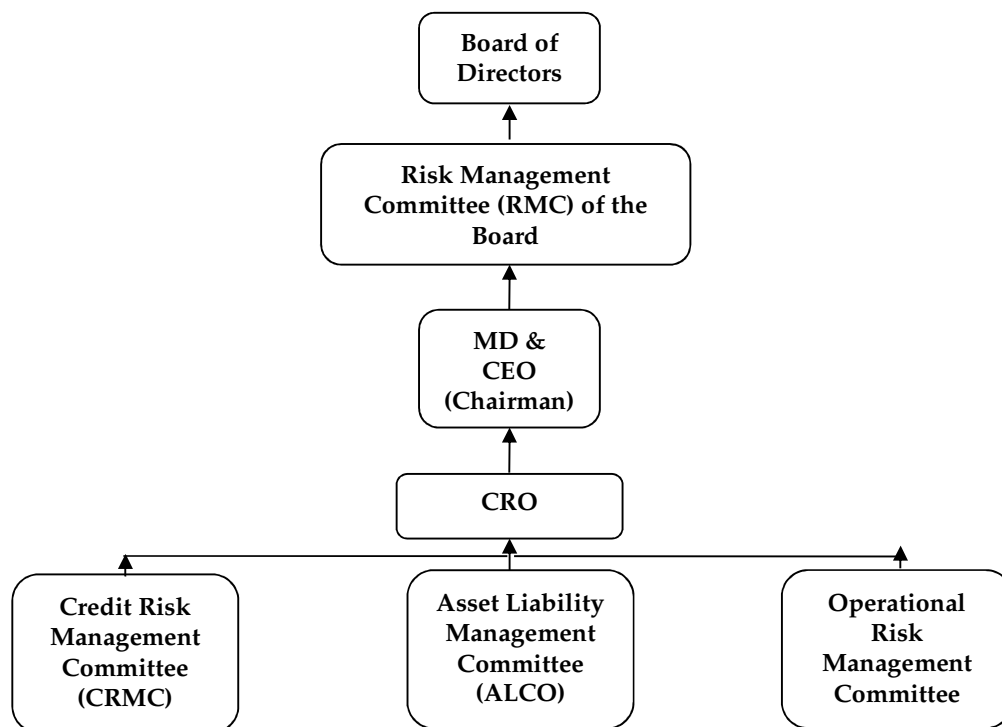 Board of
Directors
Risk Management
Committee (RMC) of the
Board
MD &
CEO
(Chairman)
CRO
Credit Risk
Management
Committee
(CRMC)
Asset Liability
Management
Committee
(ALCO)
Operational
Risk
Management
Committee